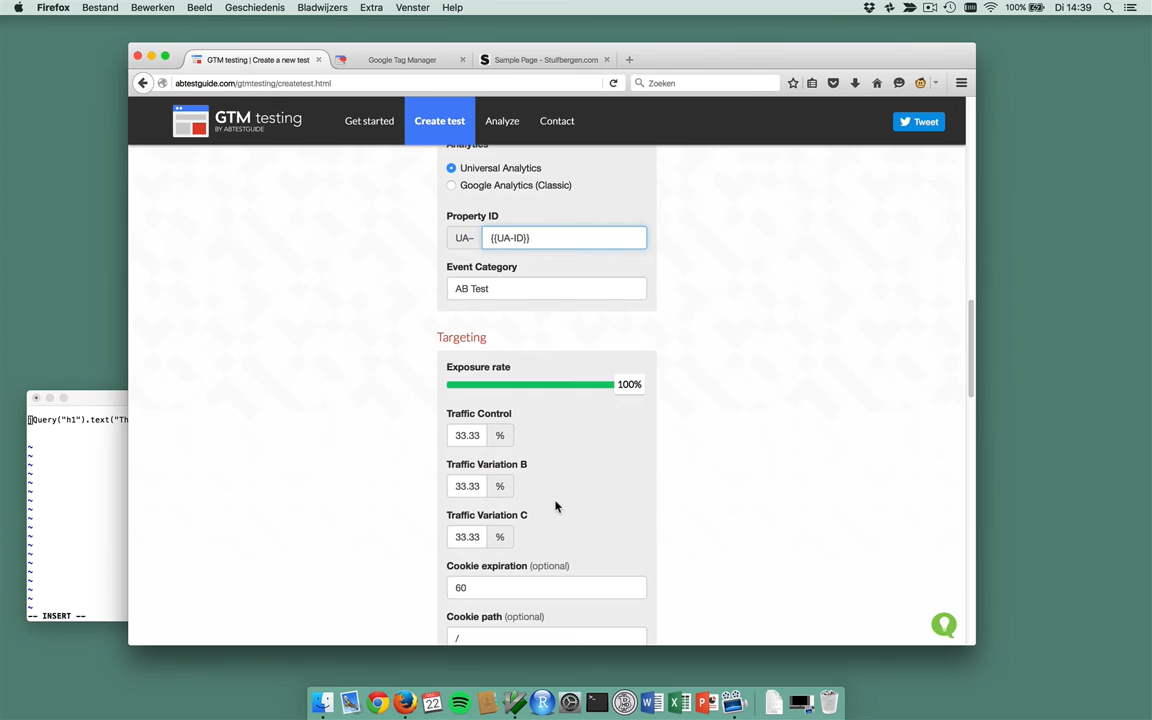 Firefox Bestand Bewerken Beeld Geschiedenis Bladwijzers Extra Venster Help 100% Di 14:39
GTM testing | Create a new test
Google Tag Manager
Sample Page - Stuifbergen.com
abtestguide.com/gtmtesting/createtest.html
Zoeken
GTM testing
BY ABTESTGUIDE
Get started
Create test
Analyze
Contact
Tweet
Analytics
Universal Analytics
Google Analytics (Classic)
Property ID
UA– {{UA-ID}}
Event Category
AB Test
Targeting
Exposure rate
100%
Traffic Control
33.33 %
Traffic Variation B
33.33 %
Traffic Variation C
33.33 %
Cookie expiration (optional)
60
Cookie path (optional)
/
jQuery("h1").text("Th
~
~
~
~
~
~
~
~
~
~
~
~
~
-- INSERT --
22